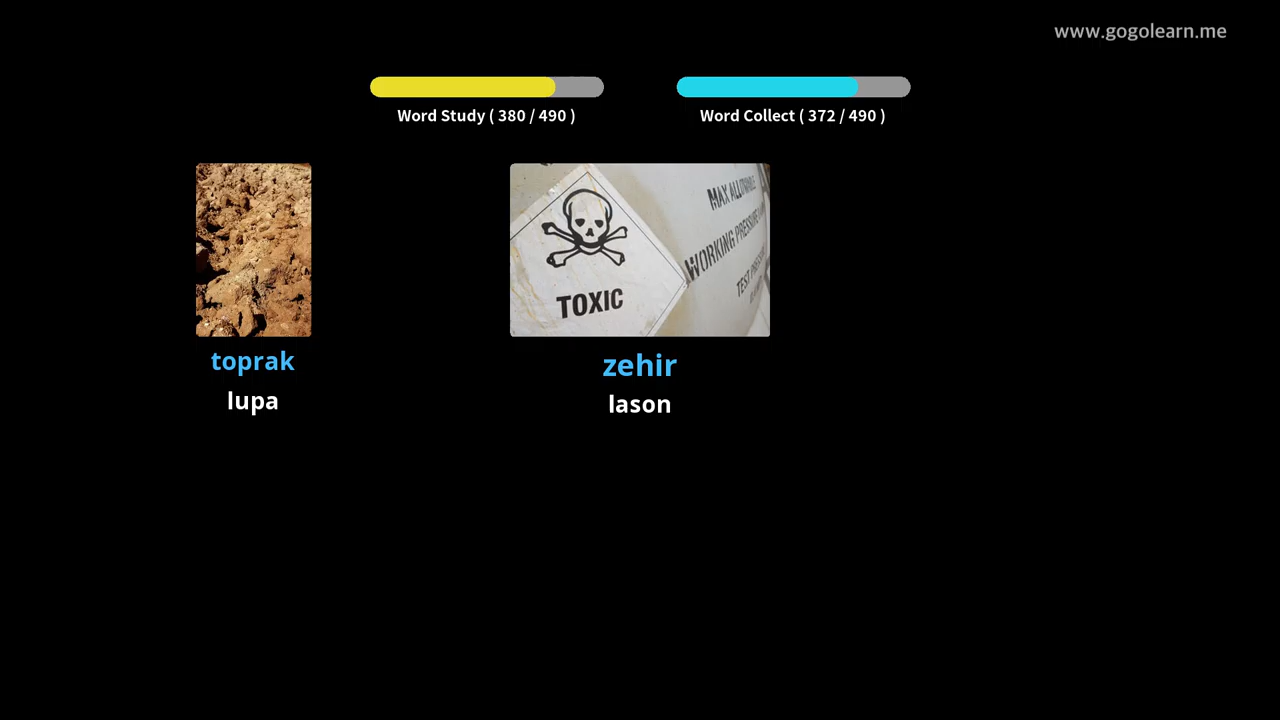 www.gogolearn.me
Word Study ( 380 / 490 )
Word Collect ( 372 / 490 )
TOXIC
MAX ALLOWABLE
WORKING PRESSURE
TEST PRESS
toprak
lupa
zehir
lason